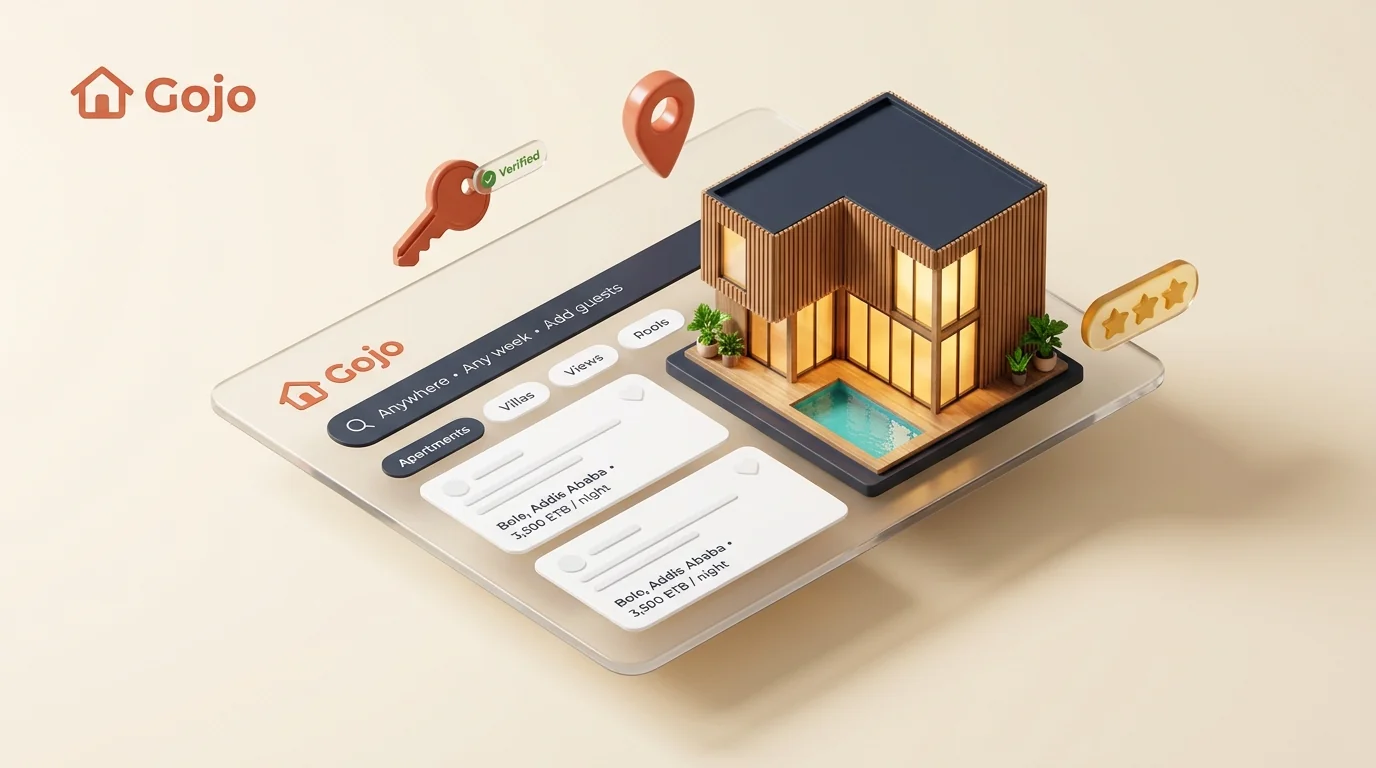 Gojo
Verified
Gojo
Anywhere • Any week • Add guests
Apartments
Villas
Views
Pools
Bole, Addis Ababa •
3,500 ETB / night
Bole, Addis Ababa •
3,500 ETB / night